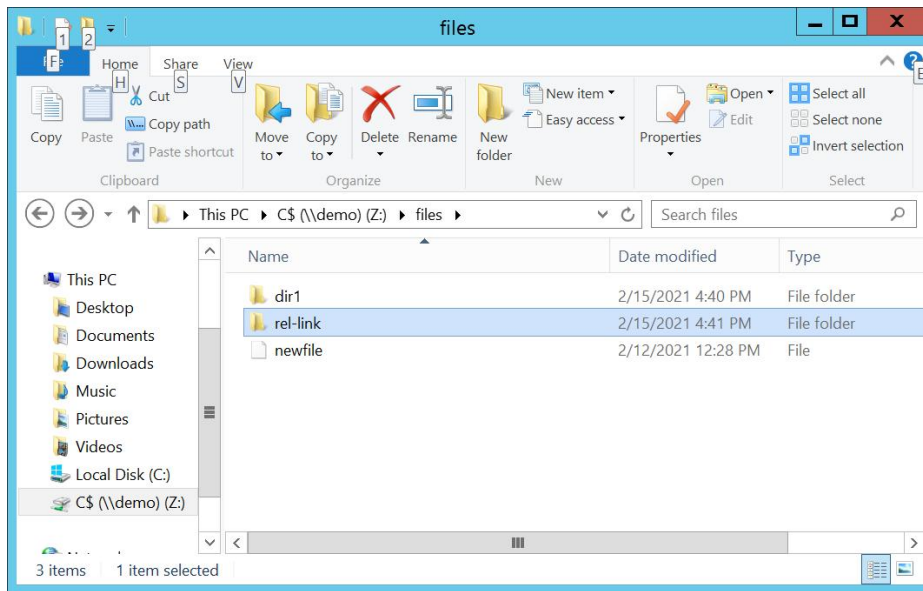 files
1
2
F
Home Share View
H S V E
Copy
Paste
Cut
Copy path
Paste shortcut
Clipboard
Move to
Copy to
Delete
Rename
Organize
New folder
New item
Easy access
New
Properties
Open
Edit
Open
Select all
Select none
Invert selection
Select
This PC C$ (\\demo) (Z:) files
Search files
Name Date modified Type
dir1 2/15/2021 4:40 PM File folder
rel-link 2/15/2021 4:41 PM File folder
newfile 2/12/2021 12:28 PM File
This PC
Desktop
Documents
Downloads
Music
Pictures
Videos
Local Disk (C:)
C$ (\\demo) (Z:)
3 items 1 item selected